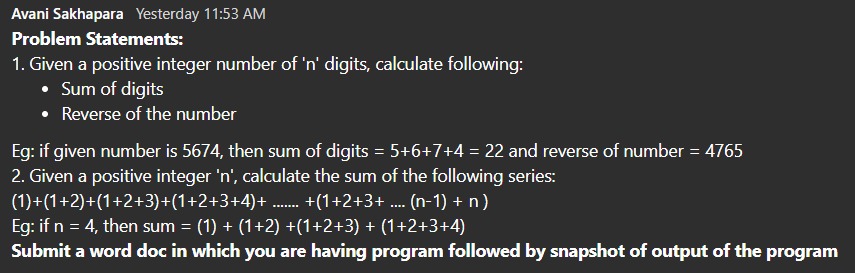 Avani Sakhapara Yesterday 11:53 AM
Problem Statements:
1. Given a positive integer number of 'n' digits, calculate following:
• Sum of digits
• Reverse of the number
Eg: if given number is 5674, then sum of digits = 5+6+7+4 = 22 and reverse of number = 4765
2. Given a positive integer 'n', calculate the sum of the following series:
(1)+(1+2)+(1+2+3)+(1+2+3+4)+ ....... +(1+2+3+ .... (n-1) + n )
Eg: if n = 4, then sum = (1) + (1+2) +(1+2+3) + (1+2+3+4)
Submit a word doc in which you are having program followed by snapshot of output of the program